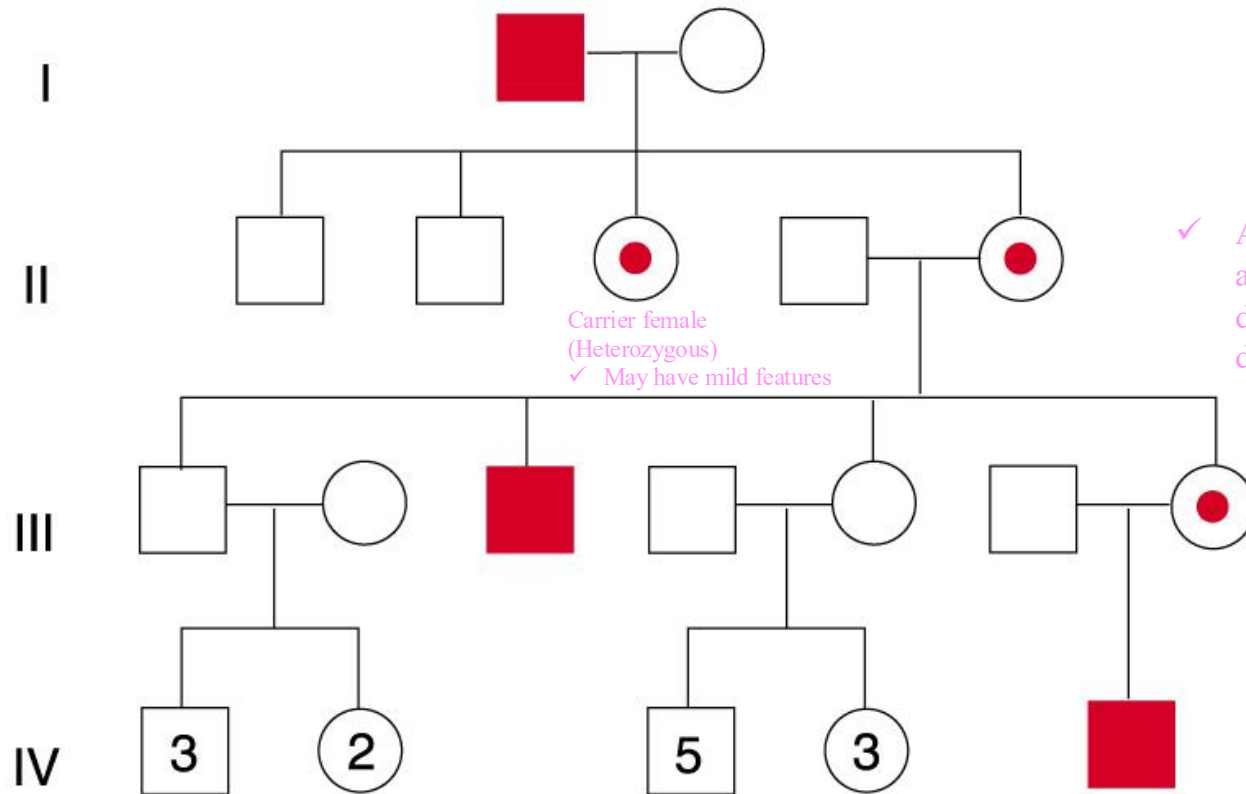 I
II
Carrier female
(Heterozygous)
✓ May have mild features
✓ A
a
d
d
III
IV
3
2
5
3